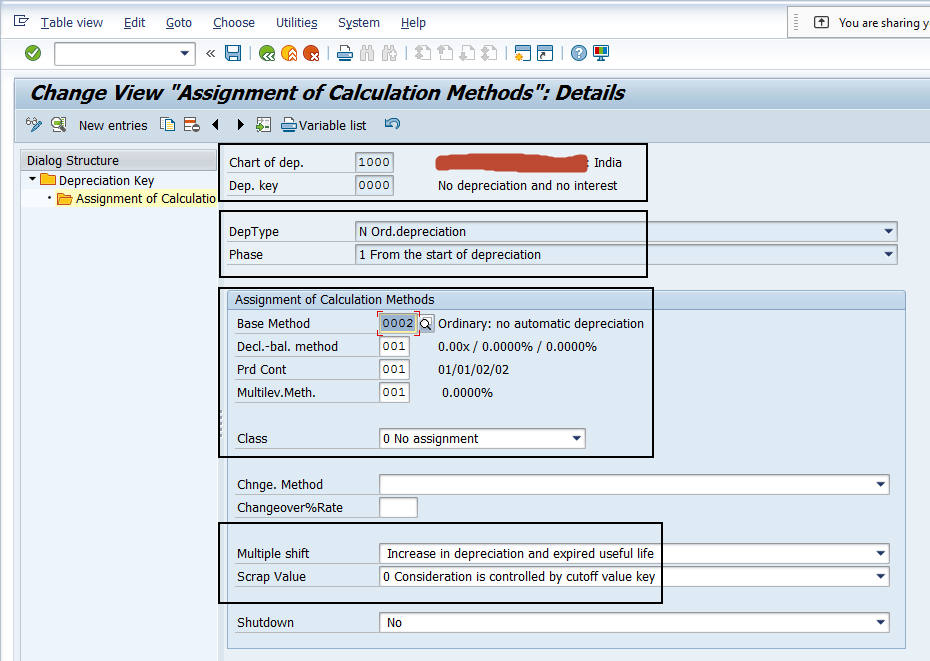 Table view Edit Goto Choose Utilities System Help
You are sharing y
Change View "Assignment of Calculation Methods": Details
New entries Variable list
Dialog Structure
Depreciation Key
Assignment of Calculatio
Chart of dep. 1000 : India
Dep. key 0000 No depreciation and no interest
DepType N Ord.depreciation
Phase 1 From the start of depreciation
Assignment of Calculation Methods
Base Method 0002 Ordinary: no automatic depreciation
Decl.-bal. method 001 0.00x / 0.0000% / 0.0000%
Prd Cont 001 01/01/02/02
Multilev.Meth. 001 0.0000%
Class 0 No assignment
Chnge. Method
Changeover%Rate
Multiple shift Increase in depreciation and expired useful life
Scrap Value 0 Consideration is controlled by cutoff value key
Shutdown No